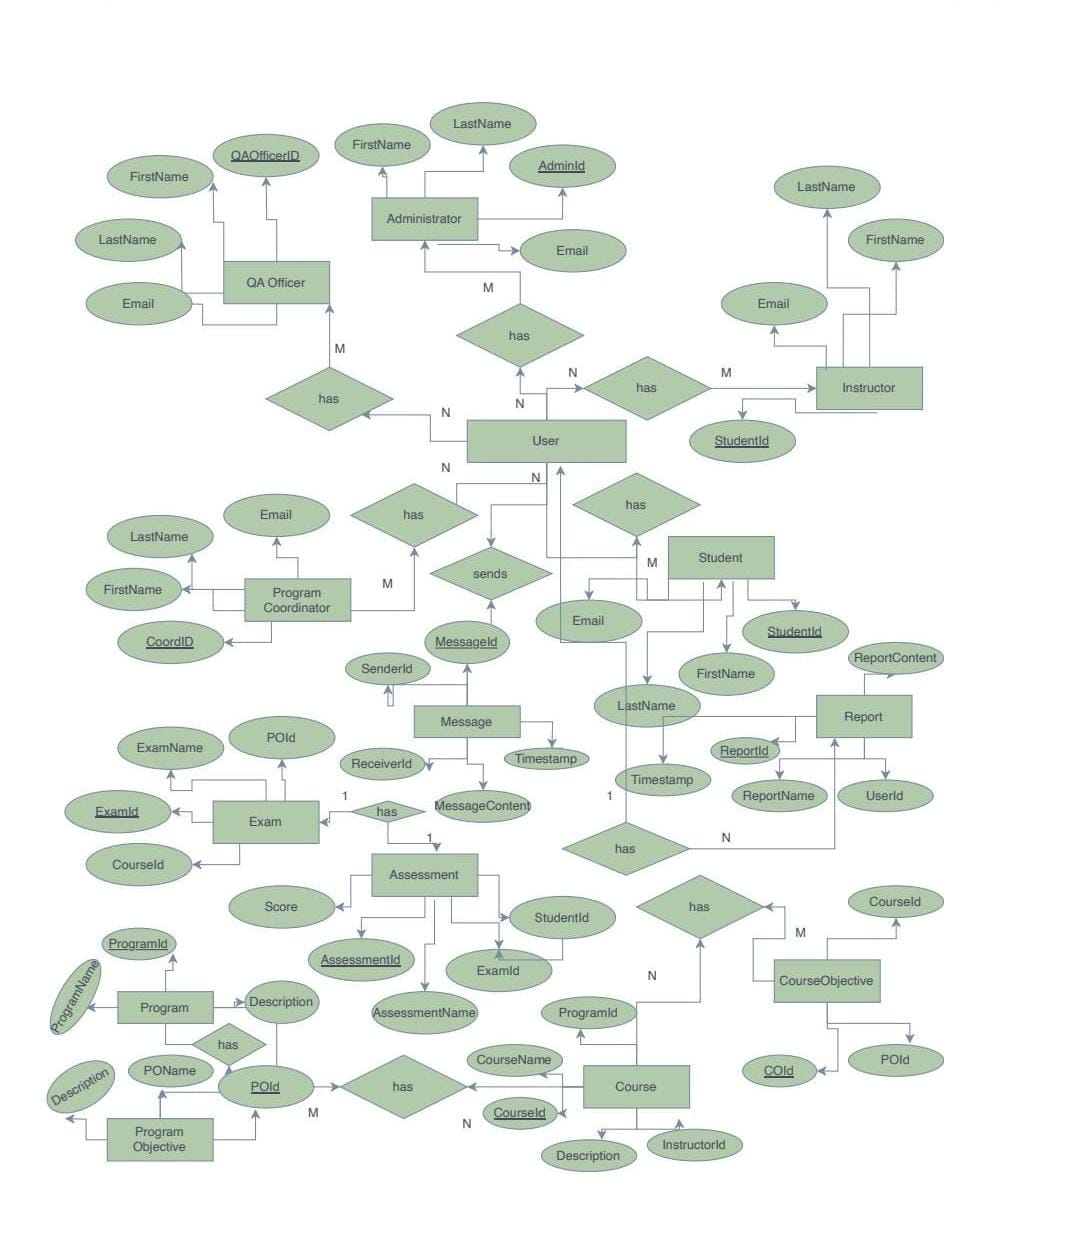 LastName
FirstName
QAOfficerID
AdminId
FirstName
LastName
Administrator
LastName
FirstName
Email
QA Officer
Email
Email
M
has
M
N
has
M
Instructor
has
N
N
User
StudentId
N
N
has
has
Email
LastName
sends
M
Student
FirstName
Program
Coordinator
M
Email
StudentId
CoordID
MessageId
SenderId
FirstName
ReportContent
LastName
Message
Report
ExamName
POId
ReportId
ReceiverId
Timestamp
Timestamp
ExamId
Exam
1
has
MessageContent
1
ReportName
UserId
1
N
has
CourseId
Assessment
Score
StudentId
has
CourseId
M
ProgramId
AssessmentId
ExamId
N
CourseObjective
ProgramName
Program
Description
AssessmentName
ProgramId
has
POName
CourseName
COId
POId
Description
POId
has
Course
M
N
CourseId
Program
Objective
Description
InstructorId